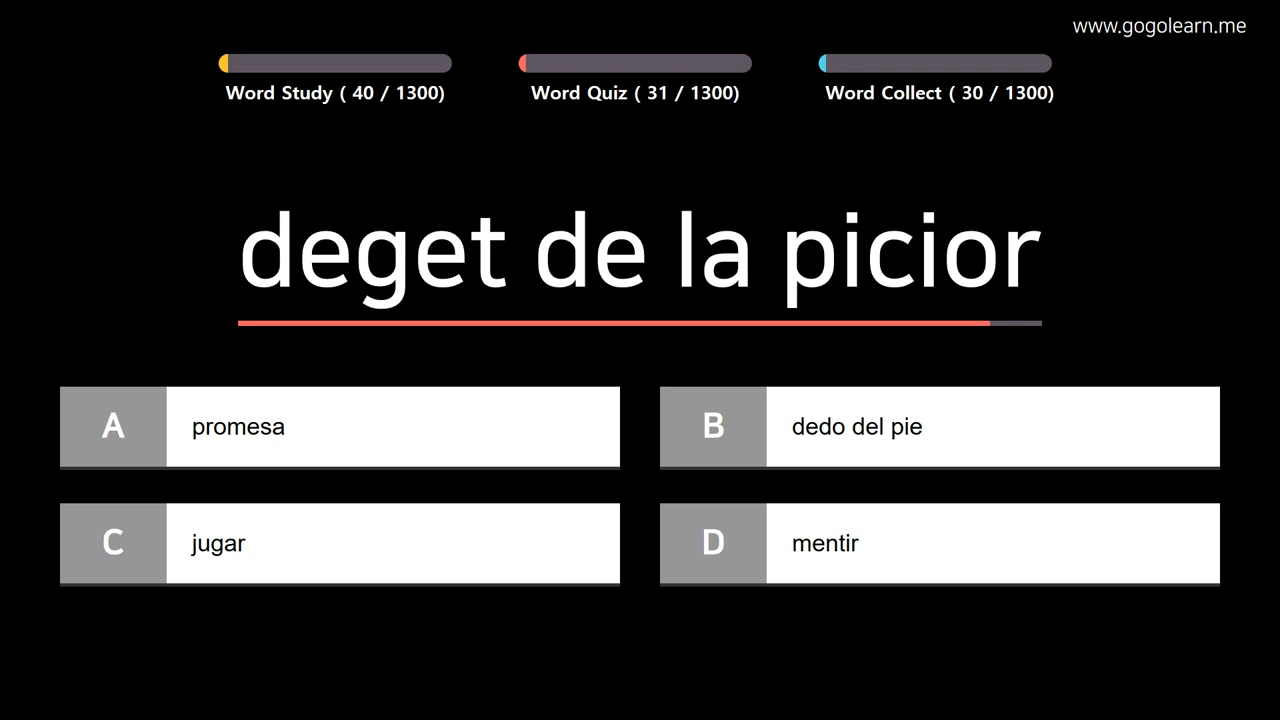 www.gogolearn.me
Word Study ( 40 / 1300)
Word Quiz ( 31 / 1300)
Word Collect ( 30 / 1300)
deget de la picior
A
promesa
B
dedo del pie
C
jugar
D
mentir